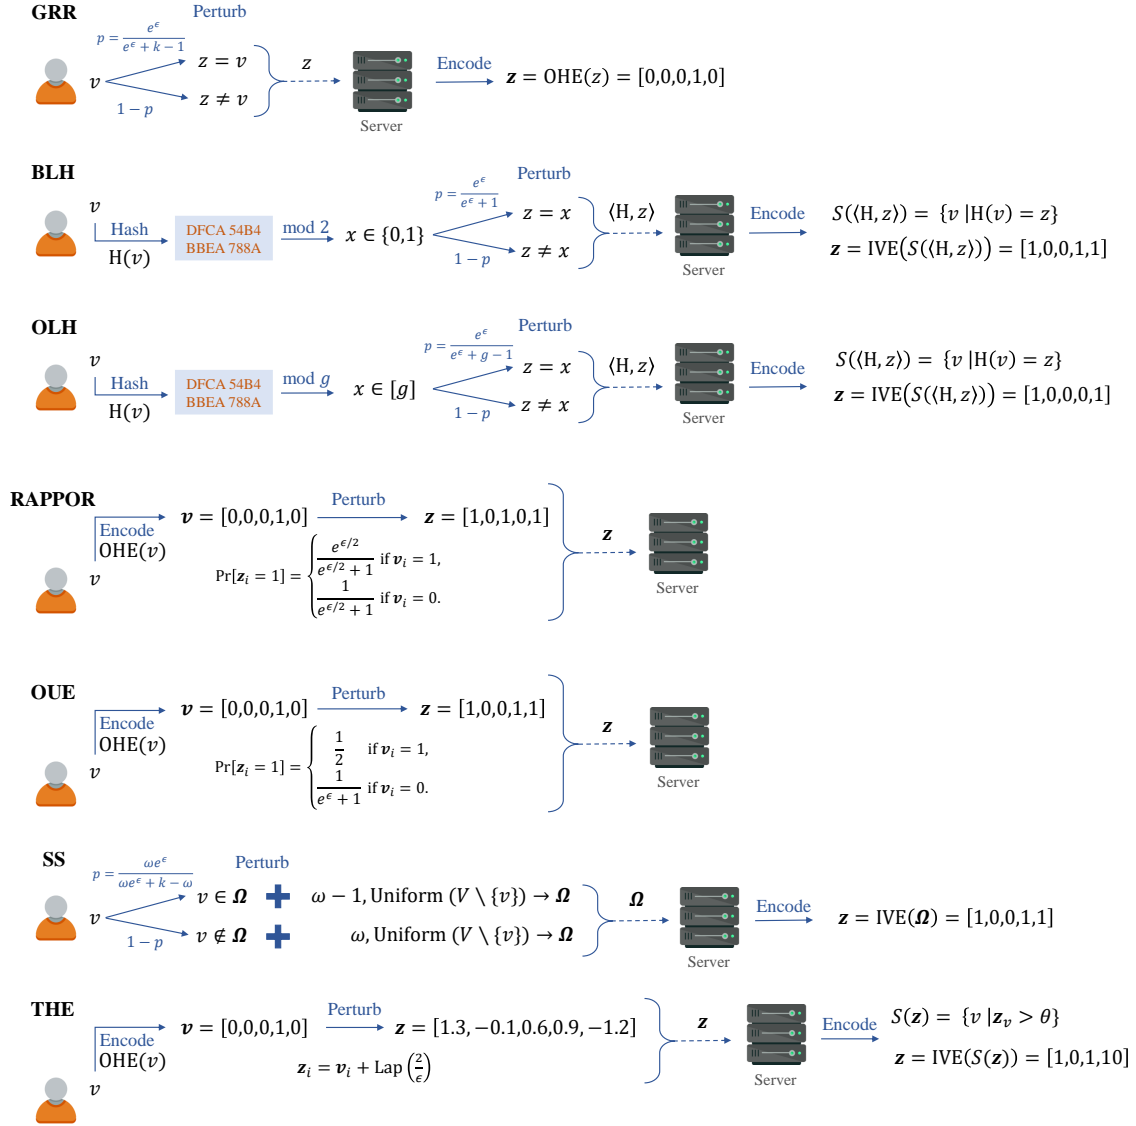 GRR
Perturb
p = e^ϵ / (e^ϵ + k − 1)
z = v
v
z
Encode
z = OHE(z) = [0,0,0,1,0]
z ≠ v
1 − p
Server
BLH
Perturb
v
p = e^ϵ / (e^ϵ + 1)
Hash
H(v)
DFCA 54B4
BBEA 788A
mod 2
x ∈ {0,1}
z = x
z ≠ x
1 − p
⟨H, z⟩
Server
Encode
S(⟨H, z⟩) = {v |H(v) = z}
z = IVE(S(⟨H, z⟩)) = [1,0,0,1,1]
OLH
Perturb
v
p = e^ϵ / (e^ϵ + g − 1)
Hash
H(v)
DFCA 54B4
BBEA 788A
mod g
x ∈ [g]
z = x
z ≠ x
1 − p
⟨H, z⟩
Server
Encode
S(⟨H, z⟩) = {v |H(v) = z}
z = IVE(S(⟨H, z⟩)) = [1,0,0,0,1]
RAPPOR
Encode
OHE(v)
v
v = [0,0,0,1,0]
Perturb
z = [1,0,1,0,1]
Pr[z_i = 1] = { e^{ϵ/2} / (e^{ϵ/2} + 1) if v_i = 1,
1 / (e^{ϵ/2} + 1) if v_i = 0.
z
OUE
Encode
OHE(v)
v
v = [0,0,0,1,0]
Perturb
z = [1,0,0,1,1]
Pr[z_i = 1] = { 1/2 if v_i = 1,
1 / (e^ϵ + 1) if v_i = 0.
z
SS
Perturb
p = ωe^ϵ / (ωe^ϵ + k − ω)
v
v ∈ Ω
ω − 1, Uniform (V \ {v}) → Ω
1 − p
v ∉ Ω
ω, Uniform (V \ {v}) → Ω
Ω
Server
Encode
z = IVE(Ω) = [1,0,0,1,1]
THE
Encode
OHE(v)
v
v = [0,0,0,1,0]
Perturb
z = [1.3, −0.1,0.6,0.9, −1.2]
z_i = v_i + Lap (2/ϵ)
z
Server
Encode
S(z) = {v |z_v > θ}
z = IVE(S(z)) = [1,0,1,10]